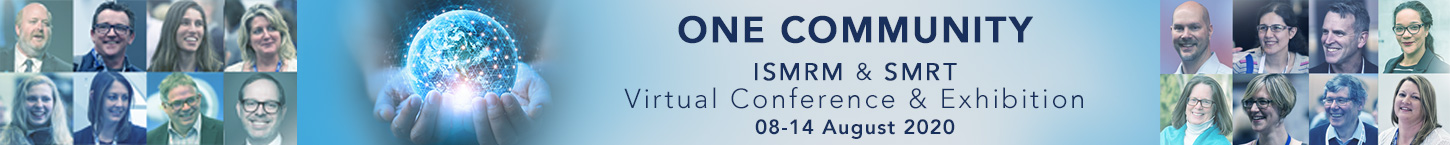 ONE COMMUNITY
ISMRM & SMRT
Virtual Conference & Exhibition
08-14 August 2020